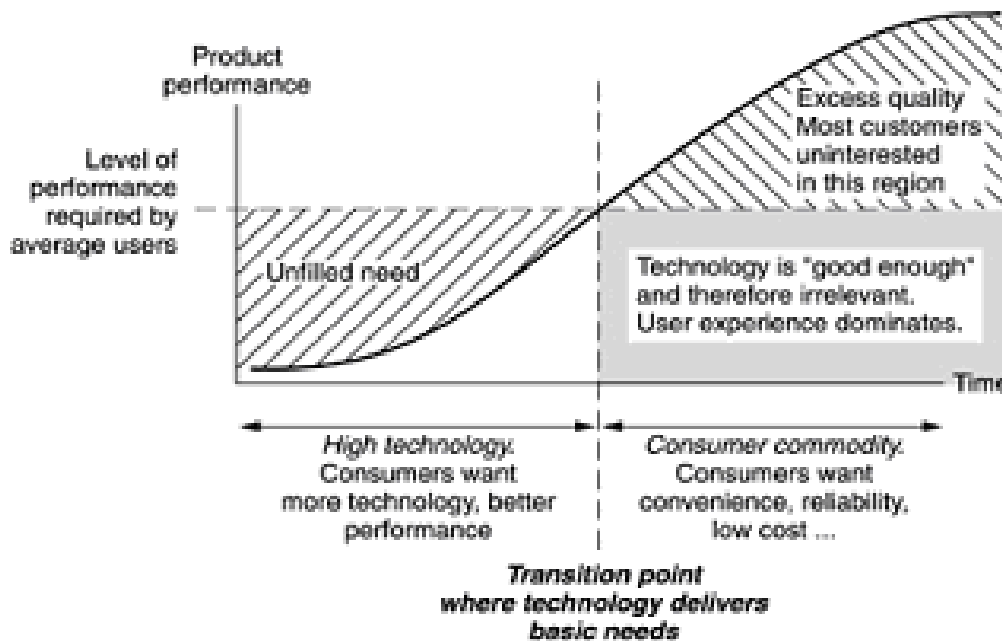 Product
performance
Level of
performance
required by
average users
Excess quality
Most customers
uninterested
in this region
Unfilled need
Technology is "good enough"
and therefore irrelevant.
User experience dominates.
Time
High technology.
Consumers want
more technology, better
performance
Consumer commodity.
Consumers want
convenience, reliability,
low cost ...
Transition point
where technology delivers
basic needs